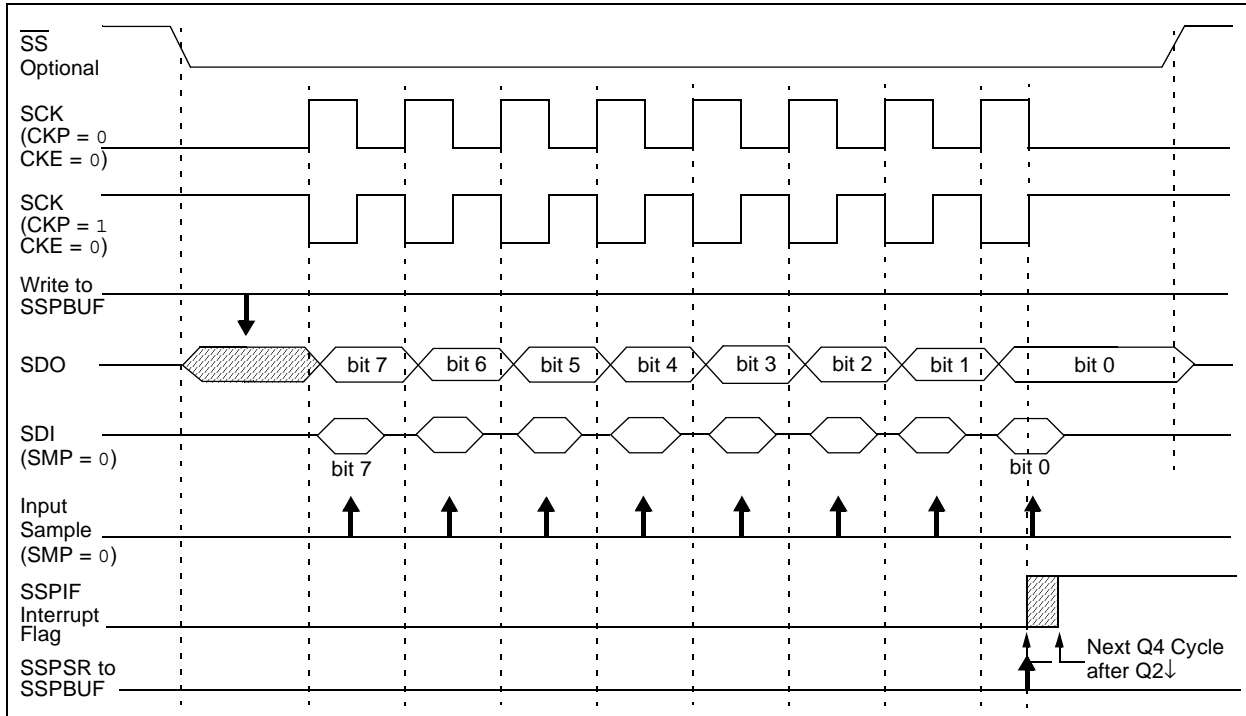 SS
Optional
SCK
(CKP = 0
CKE = 0)
SCK
(CKP = 1
CKE = 0)
Write to
SSPBUF
SDO
bit 7
bit 6
bit 5
bit 4
bit 3
bit 2
bit 1
bit 0
SDI
(SMP = 0)
bit 7
bit 0
Input
Sample
(SMP = 0)
SSPIF
Interrupt
Flag
Next Q4 Cycle
after Q2↓
SSPSR to
SSPBUF